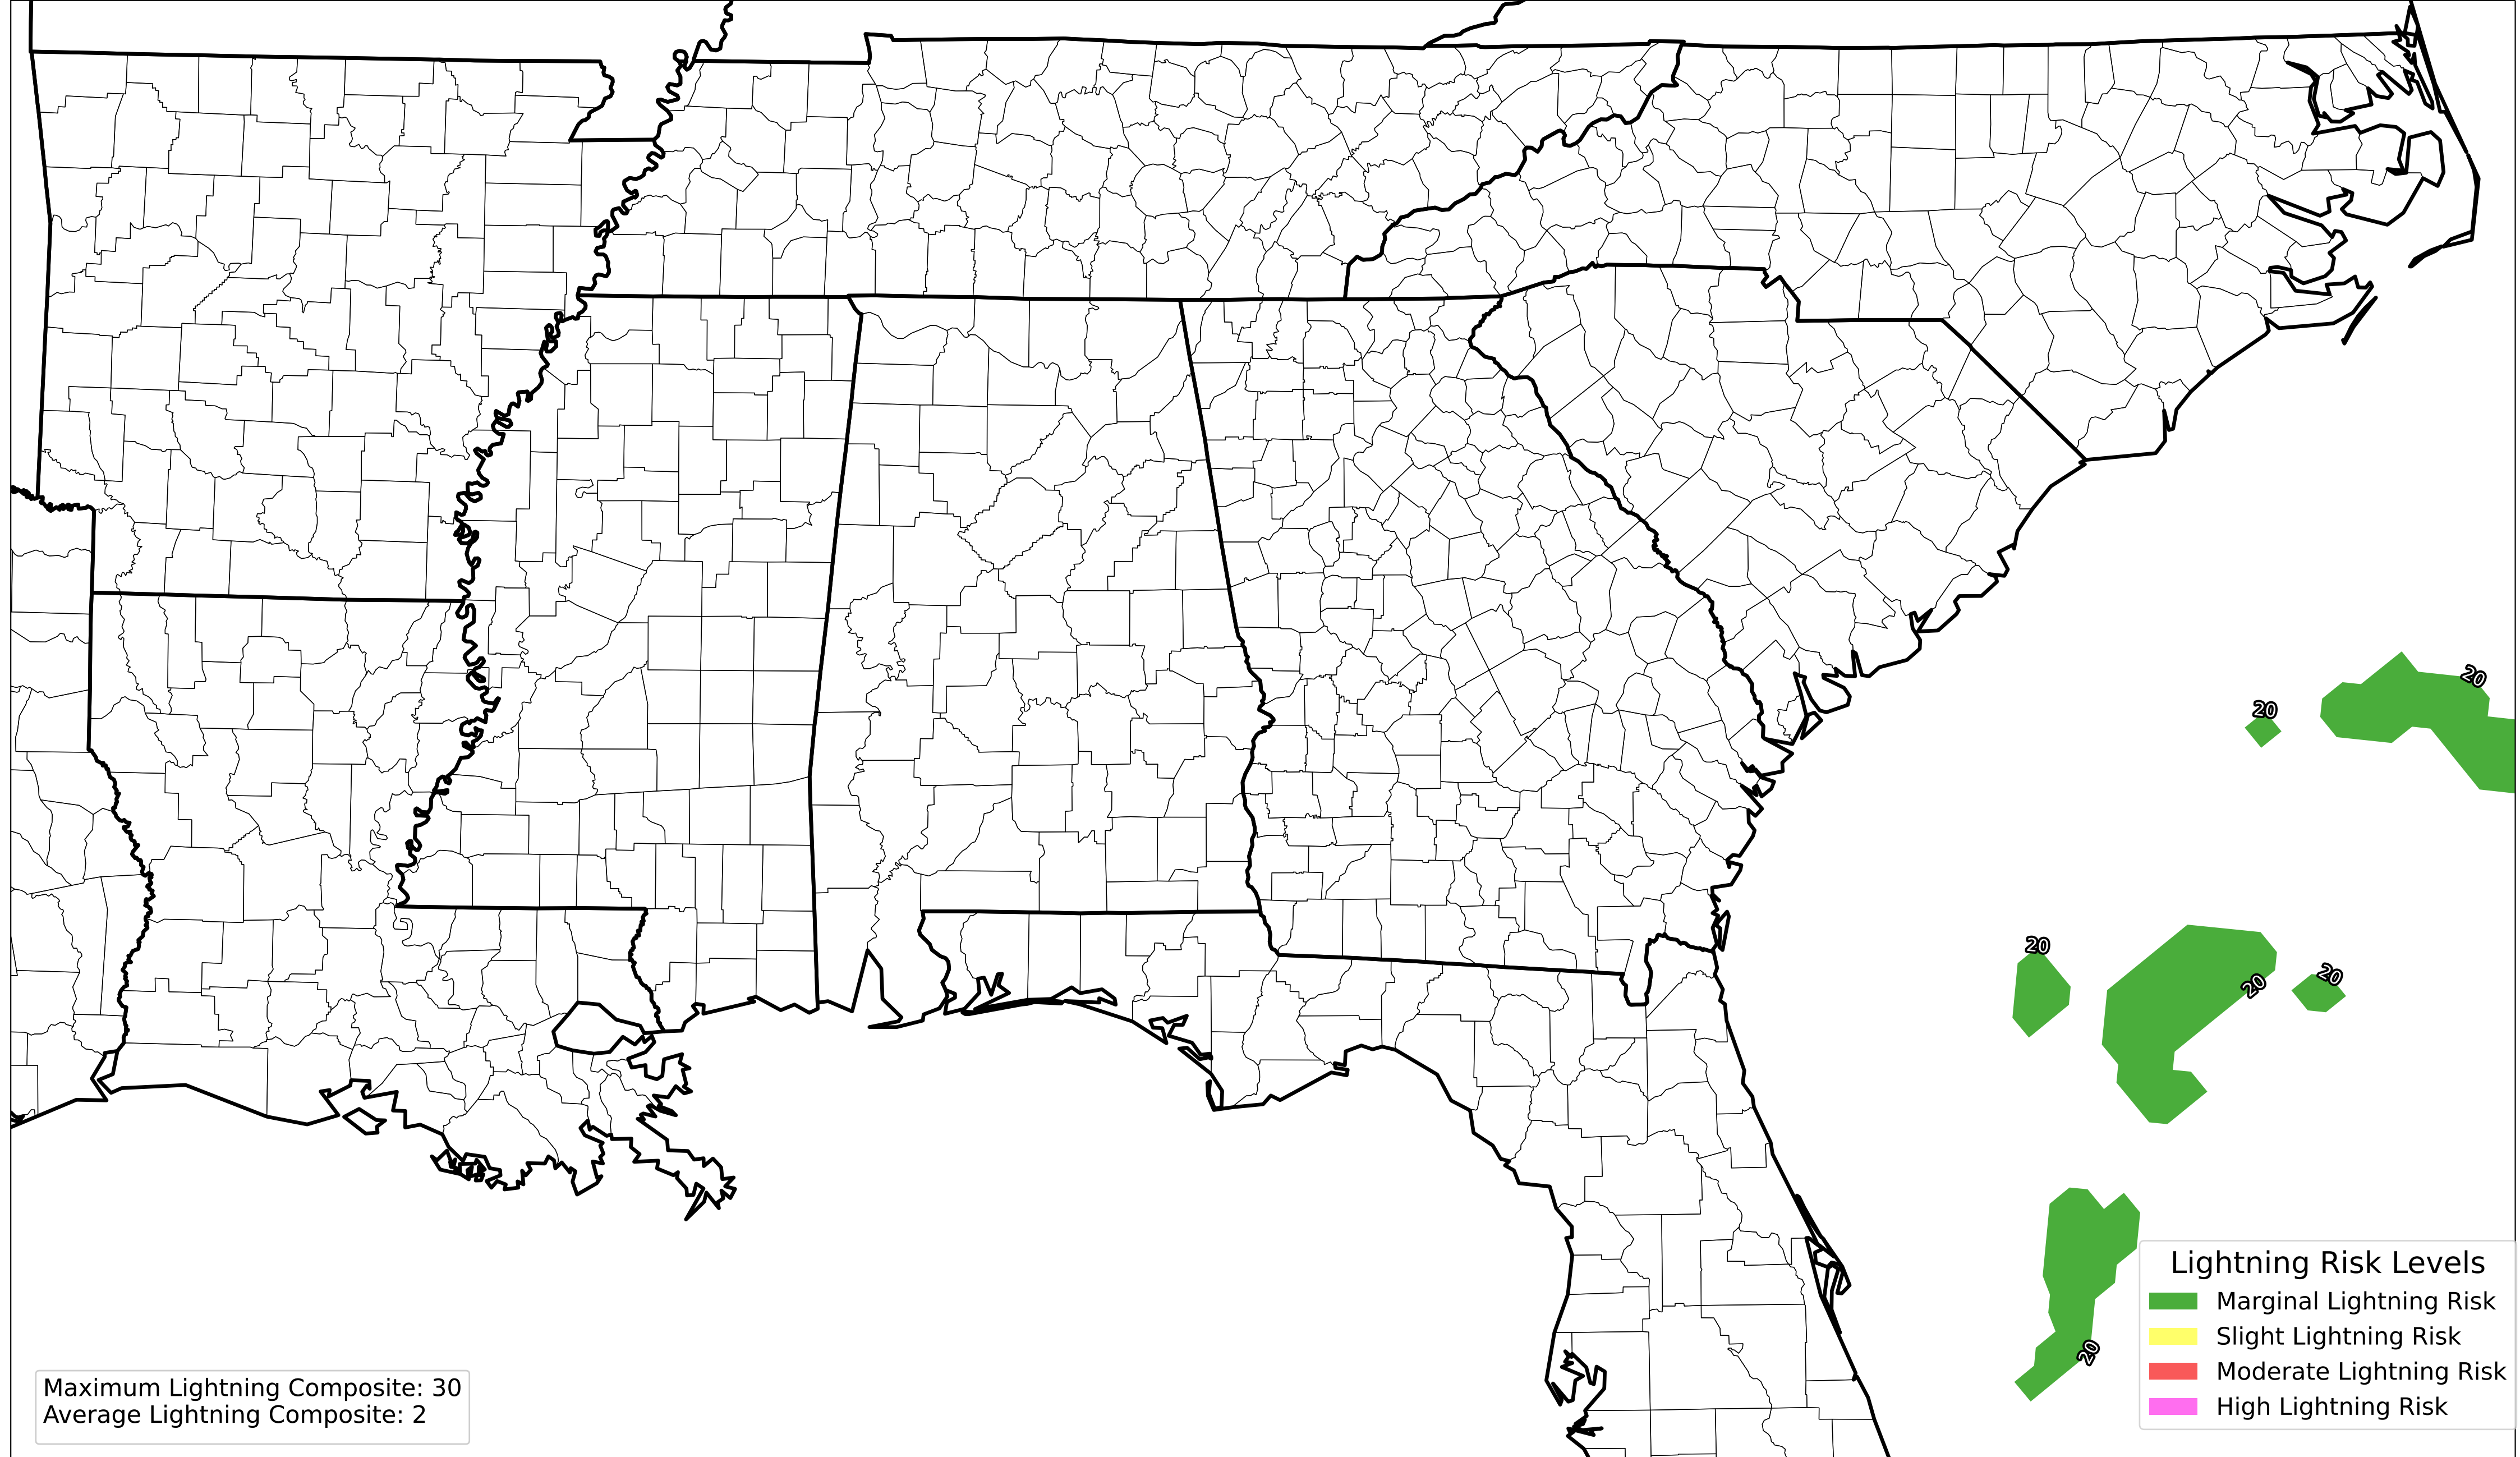 20
20
20
20
20
20
Lightning Risk Levels
Marginal Lightning Risk
Slight Lightning Risk
Moderate Lightning Risk
High Lightning Risk
Maximum Lightning Composite: 30
Average Lightning Composite: 2